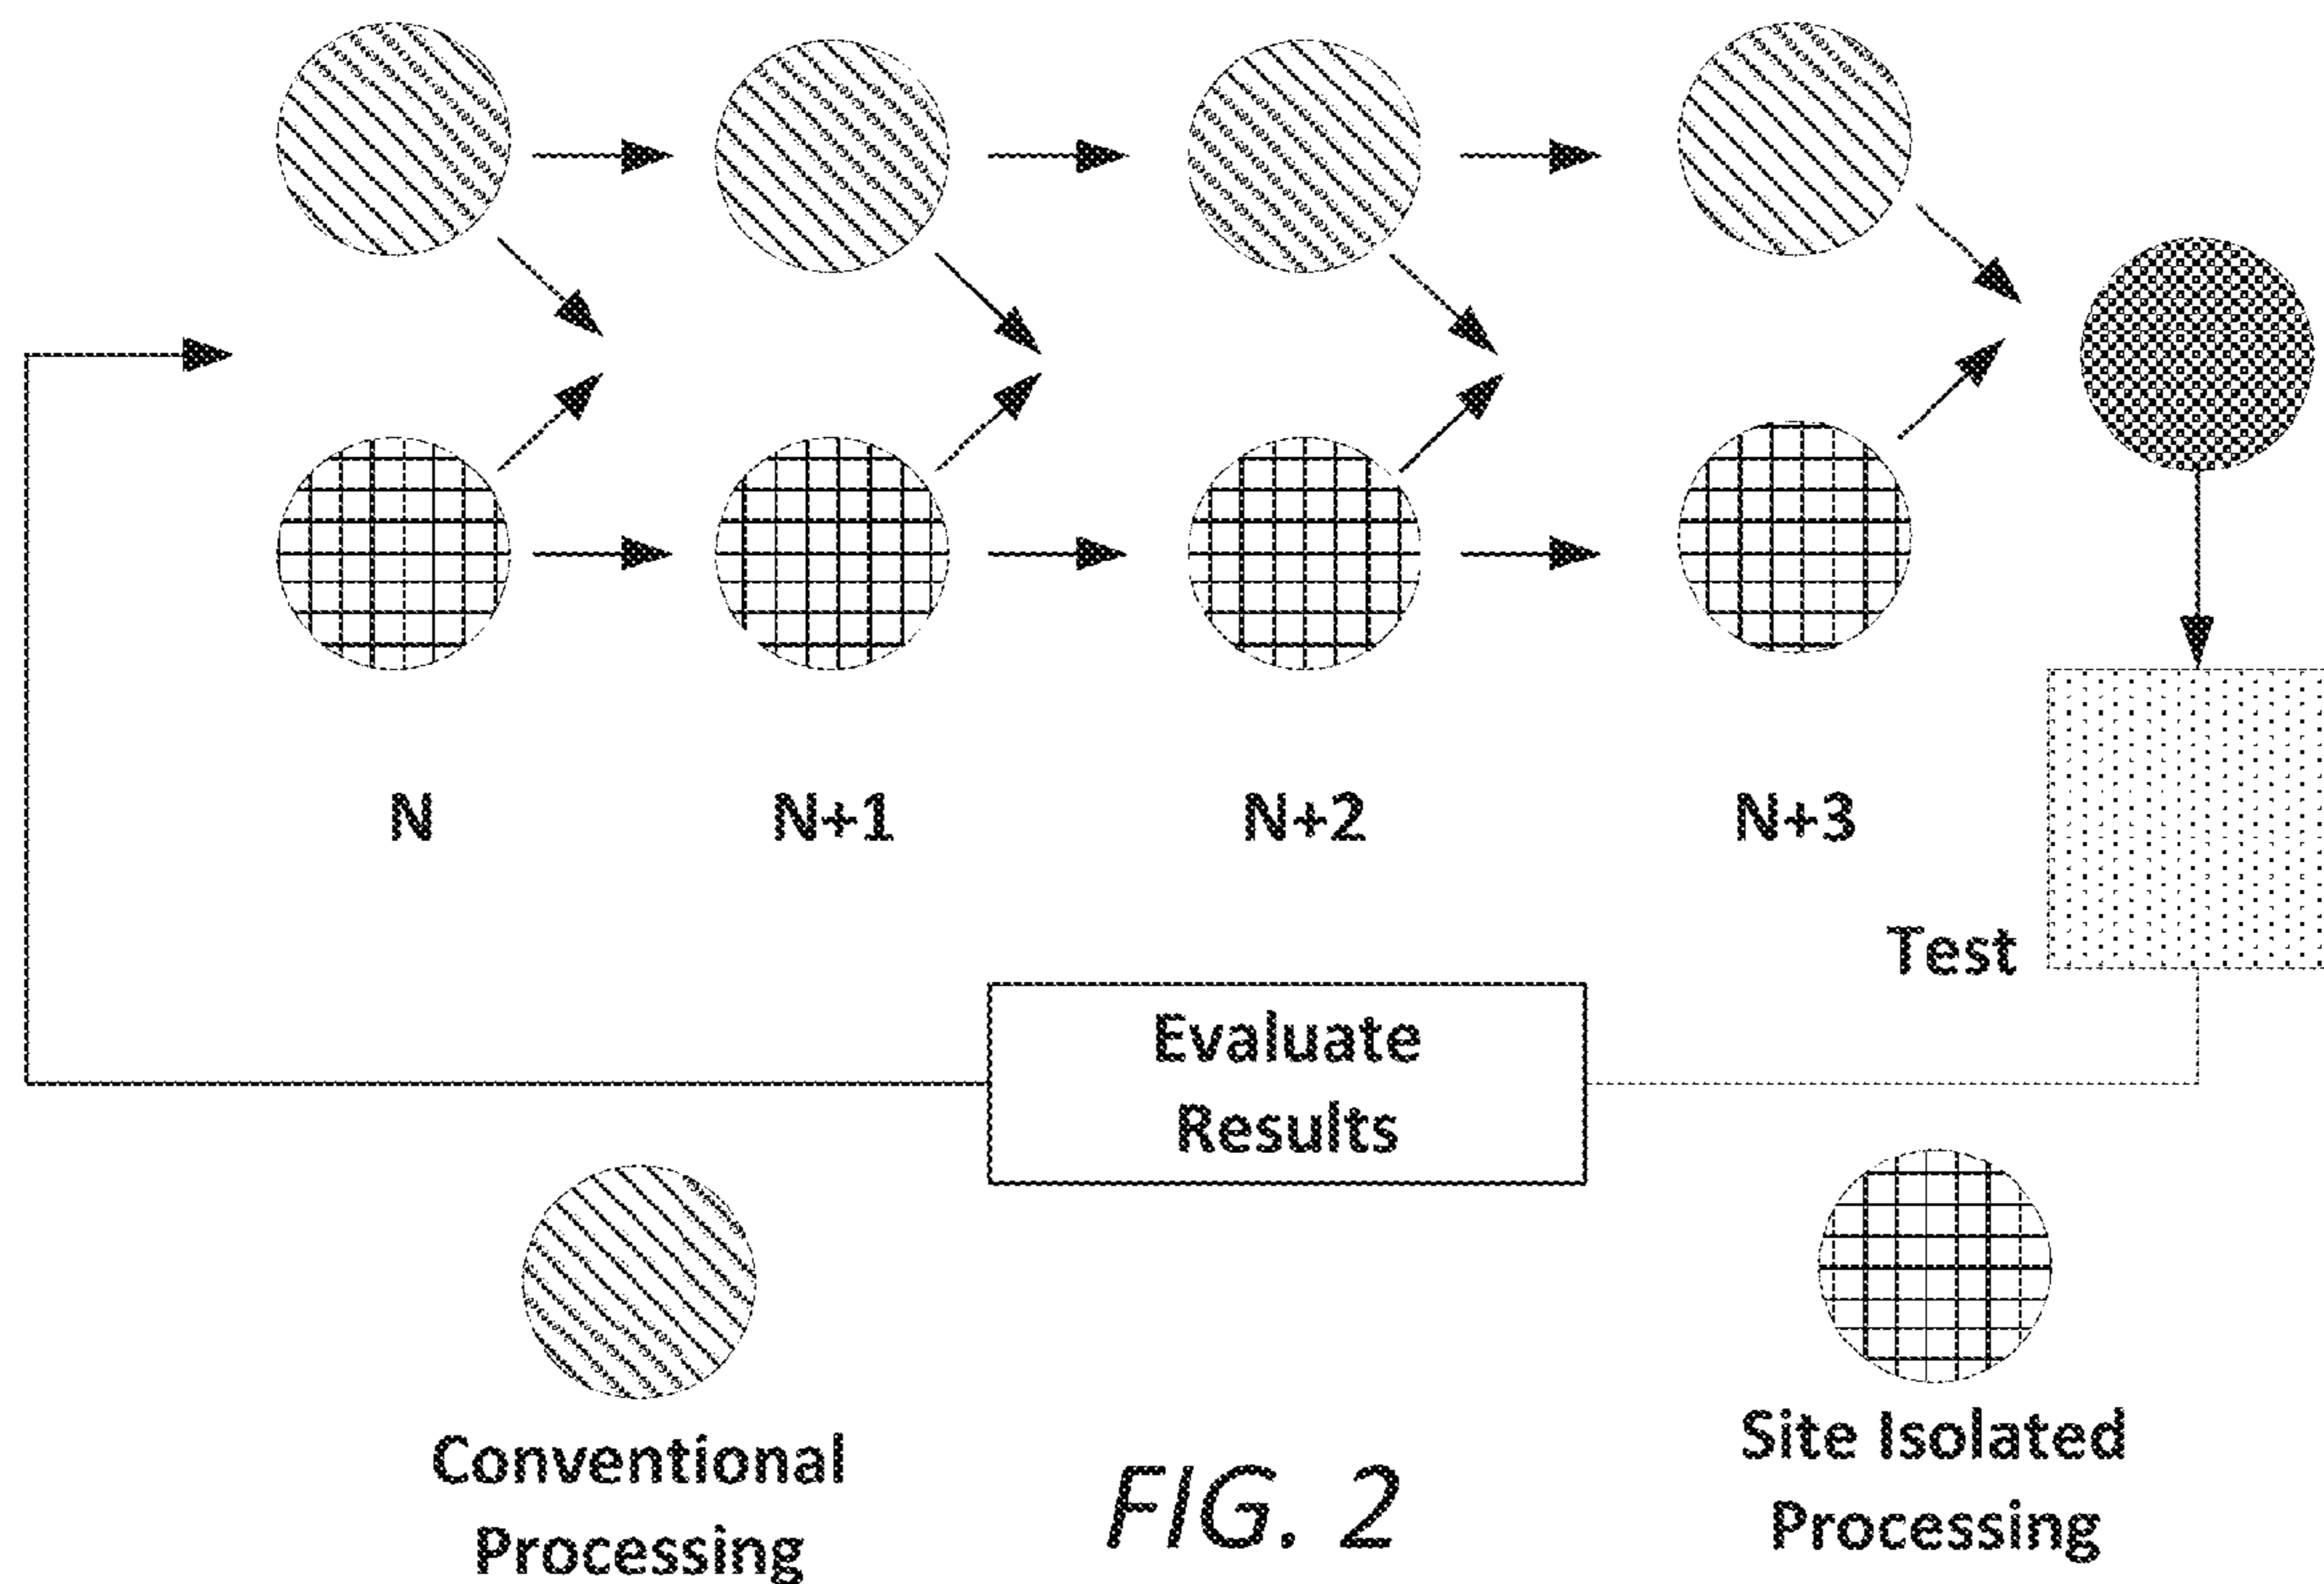 N
N+1
N+2
N+3
Test
Evaluate
Results
Conventional
Processing
FIG. 2
Site Isolated
Processing